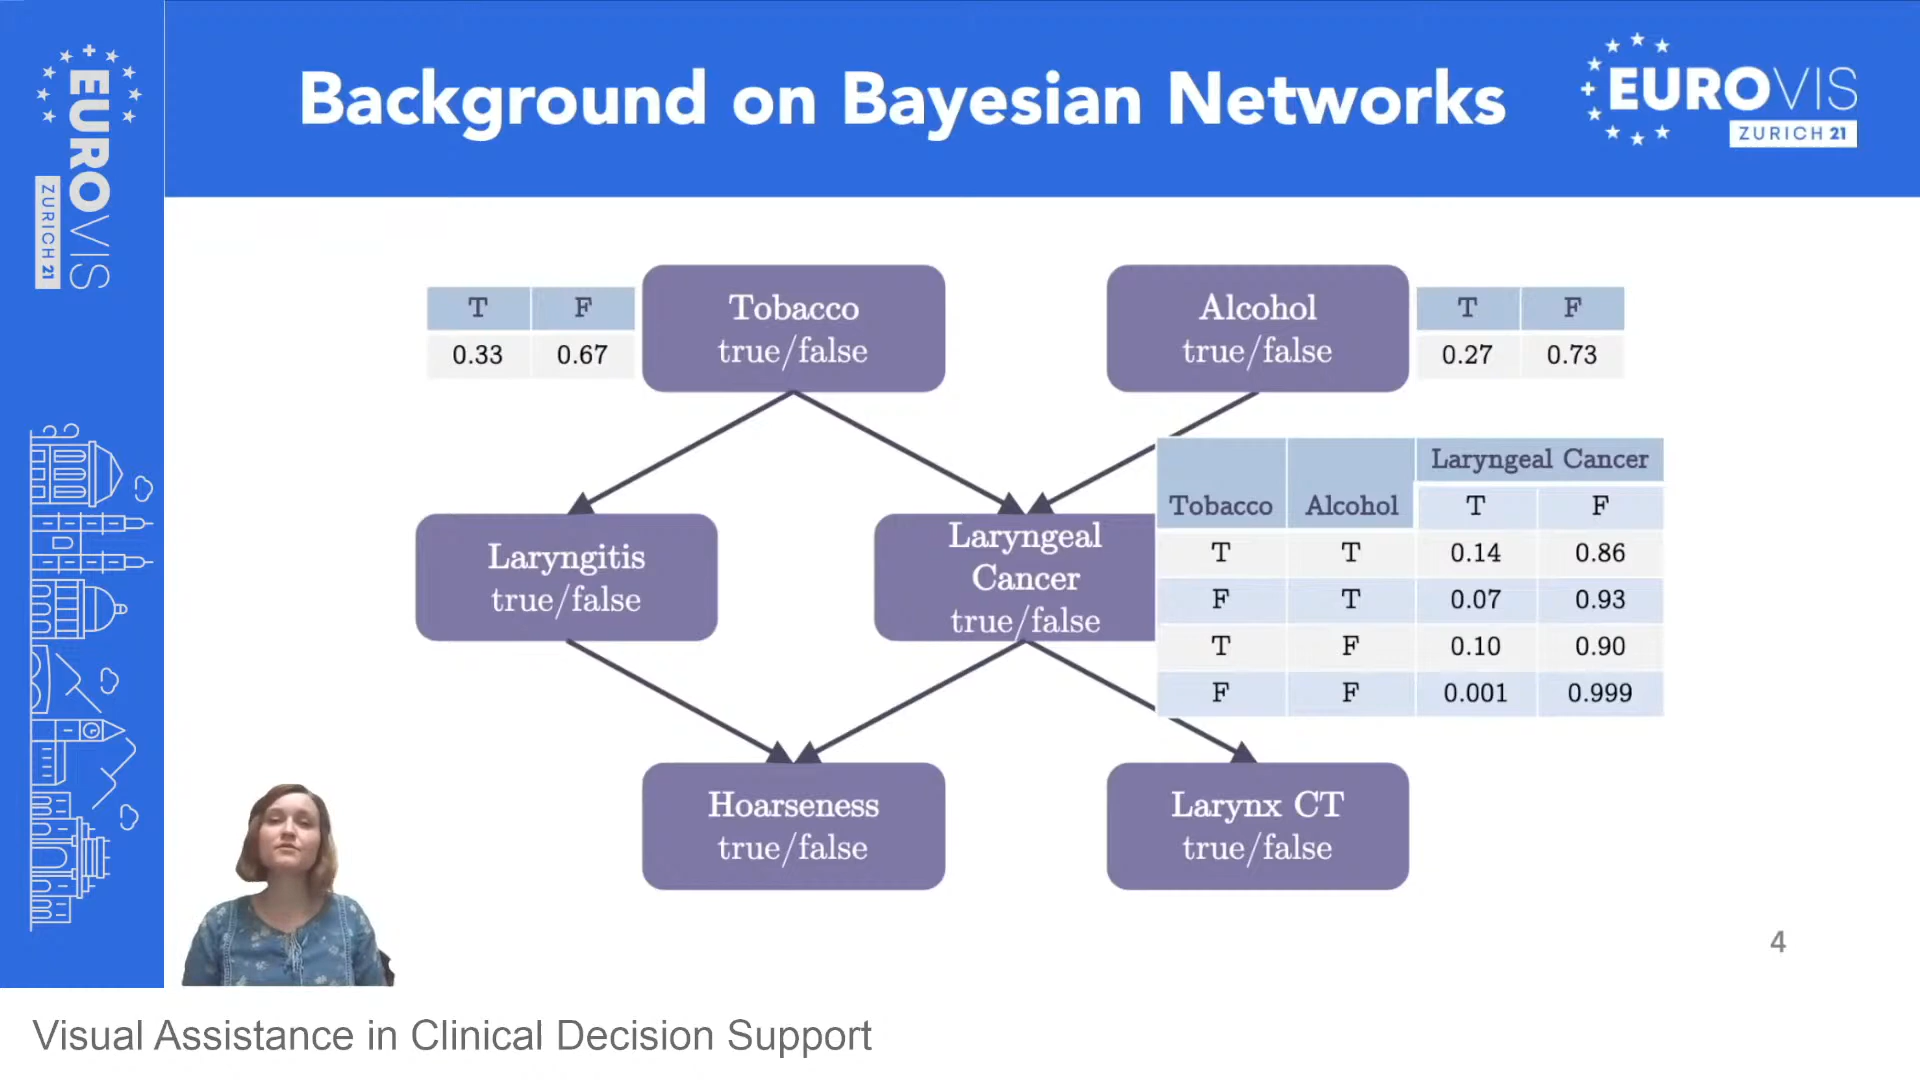 Background on Bayesian Networks
EUROVIS
ZURICH 21
EUROVIS
ZURICH 21
T F
0.33 0.67
Tobacco
true/false
Alcohol
true/false
T F
0.27 0.73
Laryngitis
true/false
Laryngeal
Cancer
true/false
Laryngeal Cancer
Tobacco Alcohol T F
T T 0.14 0.86
F T 0.07 0.93
T F 0.10 0.90
F F 0.001 0.999
Hoarseness
true/false
Larynx CT
true/false
4
Visual Assistance in Clinical Decision Support